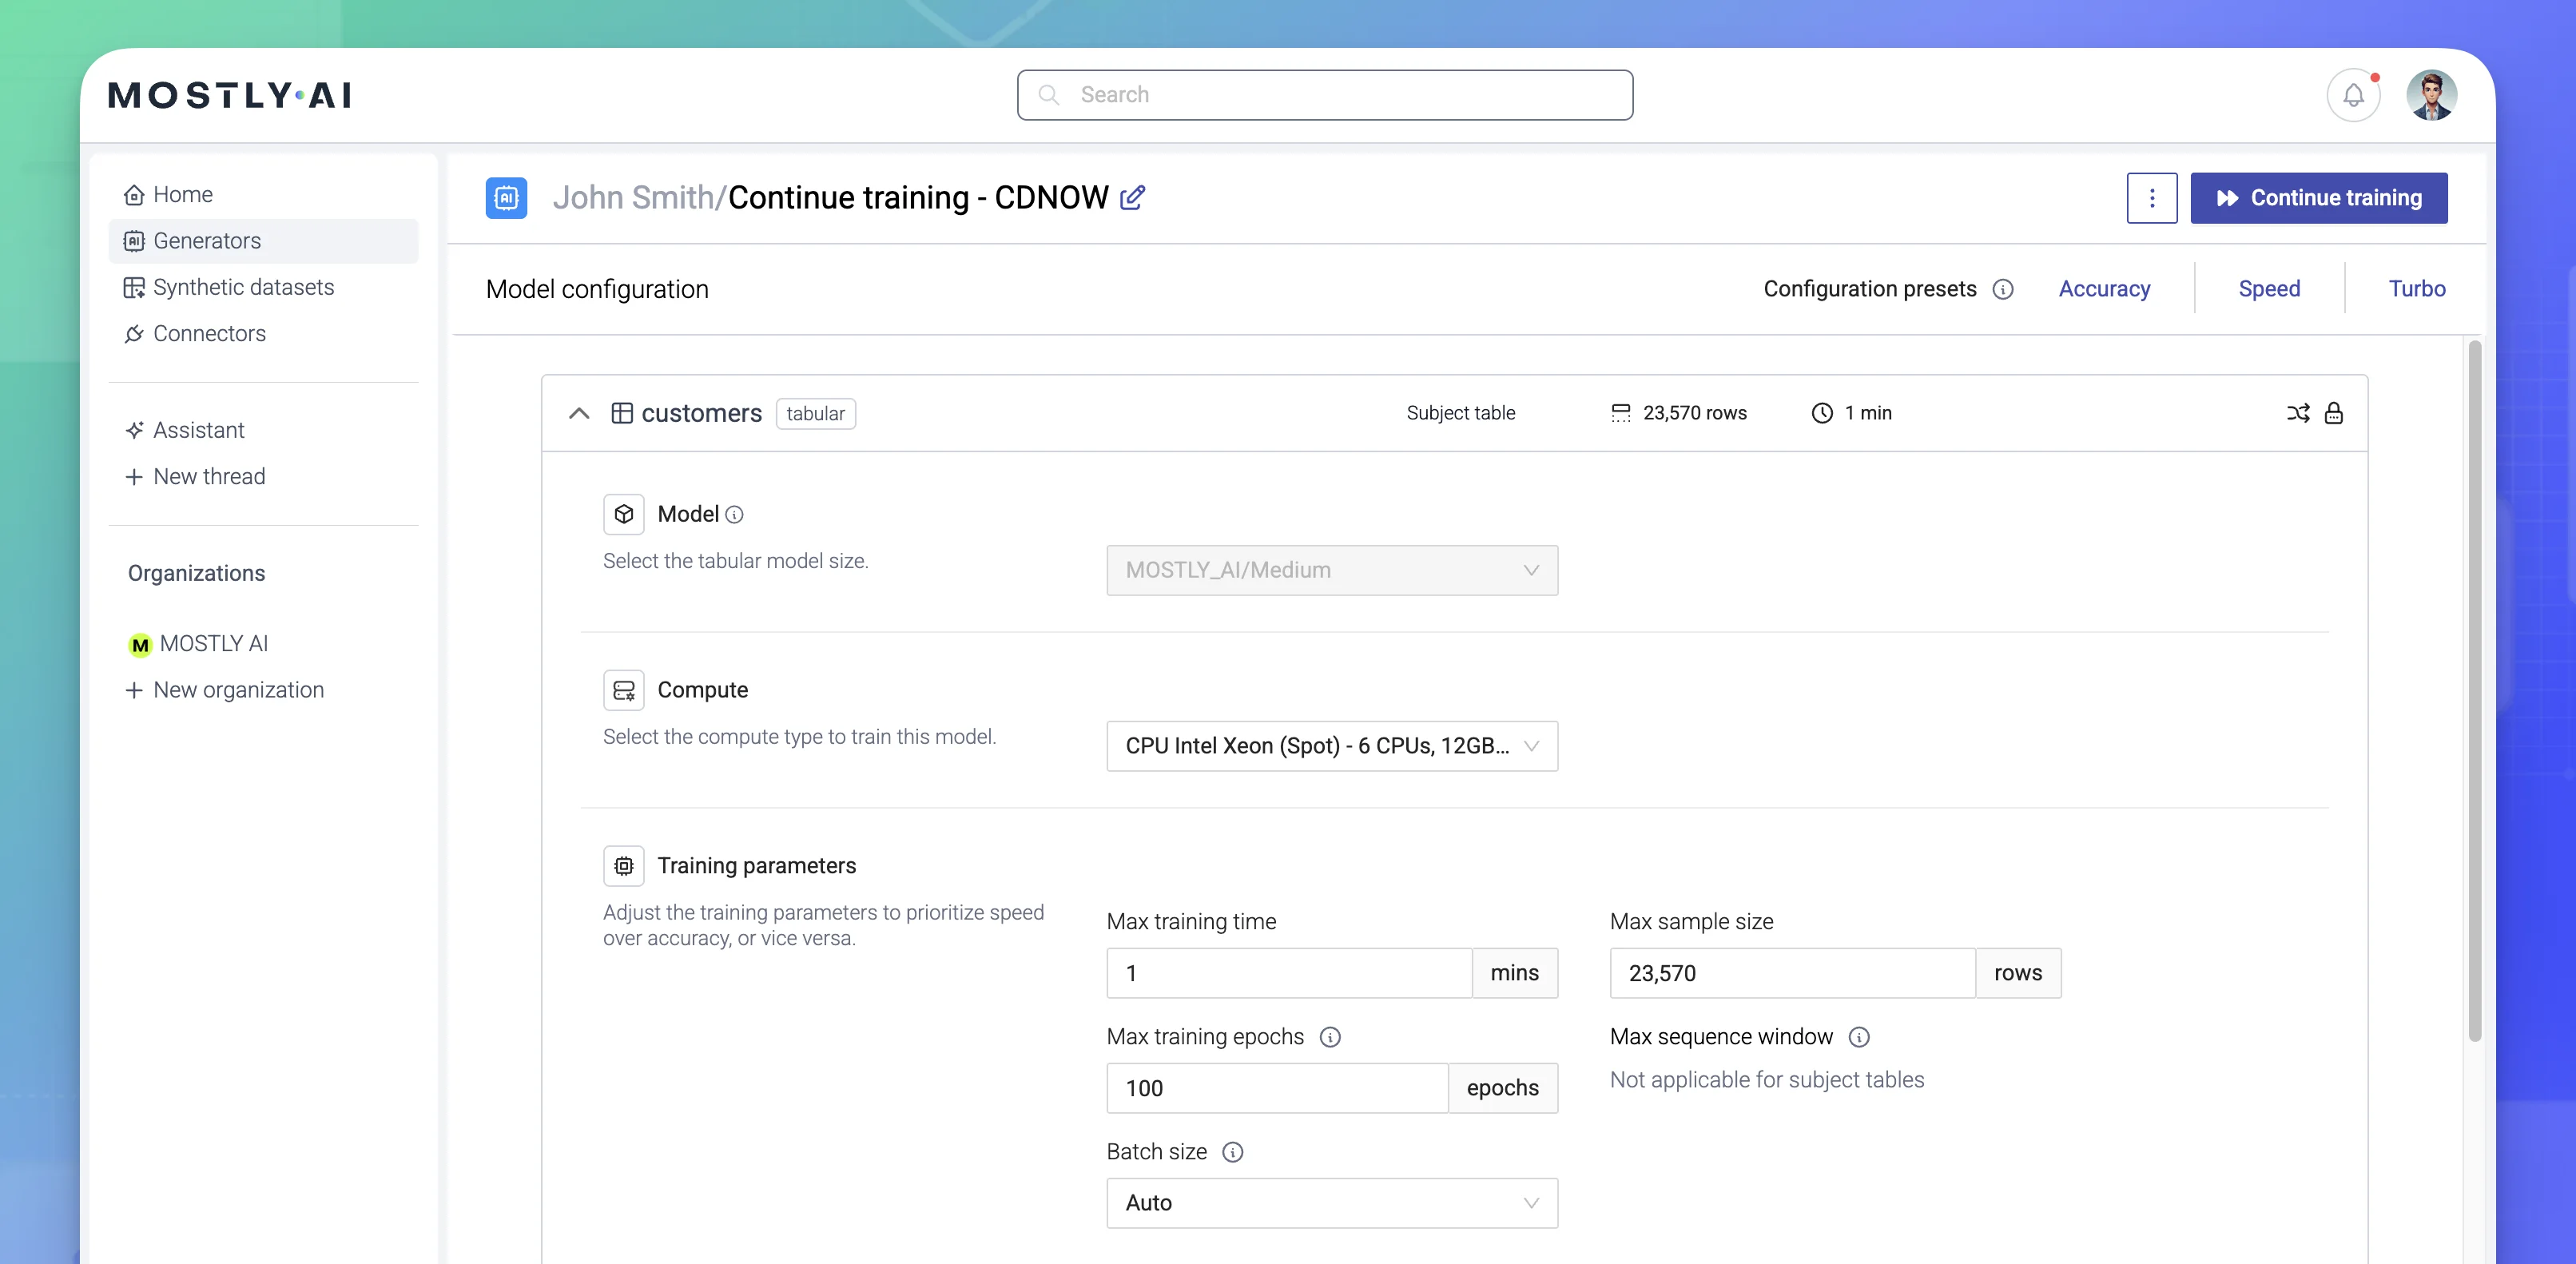 MOSTLY AI
Search
Home
Generators
Synthetic datasets
Connectors
Assistant
New thread
Organizations
M MOSTLY AI
New organization
John Smith/Continue training - CDNOW
Continue training
Model configuration
Configuration presets
Accuracy
Speed
Turbo
customers
tabular
Subject table
23,570 rows
1 min
Model
Select the tabular model size.
MOSTLY_AI/Medium
Compute
Select the compute type to train this model.
CPU Intel Xeon (Spot) - 6 CPUs, 12GB...
Training parameters
Adjust the training parameters to prioritize speed
over accuracy, or vice versa.
Max training time
1 mins
Max sample size
23,570 rows
Max training epochs
100 epochs
Max sequence window
Not applicable for subject tables
Batch size
Auto